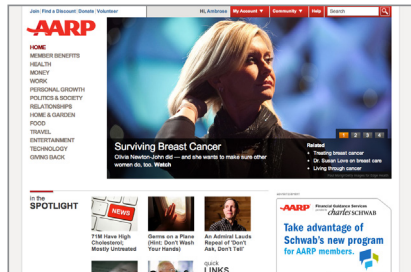 Join | Find a Discount | Donate | Volunteer
Hi, Ambrose
My Account ▼
Community ▼
Help
Search
AARP
HOME
MEMBER BENEFITS
HEALTH
MONEY
WORK
PERSONAL GROWTH
POLITICS & SOCIETY
RELATIONSHIPS
HOME & GARDEN
FOOD
TRAVEL
ENTERTAINMENT
TECHNOLOGY
GIVING BACK
1 2 3 4
Surviving Breast Cancer
Olivia Newton-John did — and she wants to make sure other
women do, too. Watch
Related
• Treating breast cancer
• Dr. Susan Love on breast care
• Living through cancer
in the
SPOTLIGHT
NEWS
71M Have High
Cholesterol;
Mostly Untreated
Germs on a Plane
(Hint: Don't Wash
Your Hands)
An Admiral Lauds
Repeal of 'Don't
Ask, Don't Tell'
quick
LINKS
AARP
Financial Guidance Services
charles SCHWAB
Take advantage of
Schwab's new program
for AARP members.